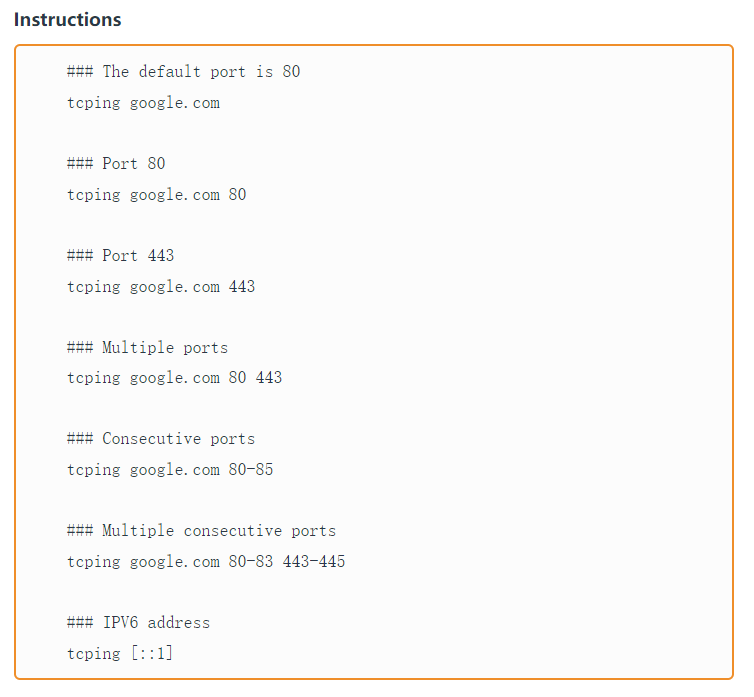 Instructions
### The default port is 80
tcping google.com
### Port 80
tcping google.com 80
### Port 443
tcping google.com 443
### Multiple ports
tcping google.com 80 443
### Consecutive ports
tcping google.com 80-85
### Multiple consecutive ports
tcping google.com 80-83 443-445
### IPV6 address
tcping [::1]